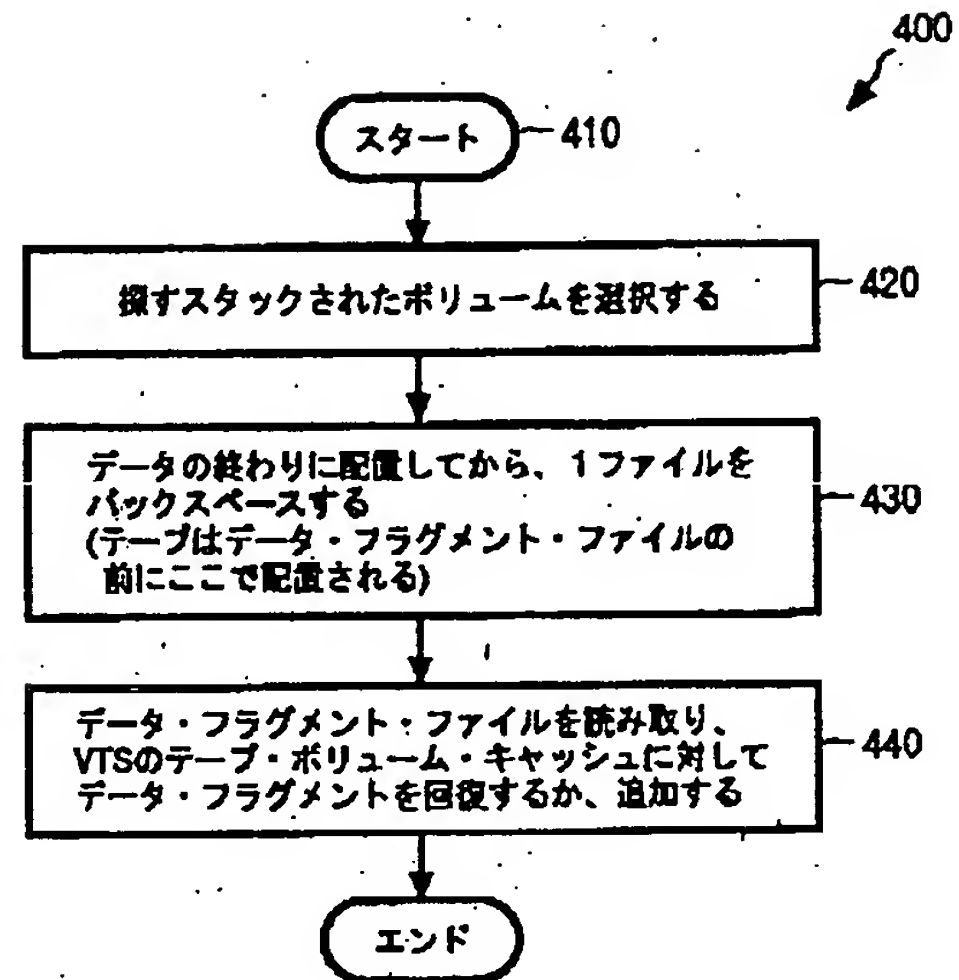 400
スタート
410
探すスタックされたボリュームを選択する
420
データの終わりに配置してから、1ファイルを
バックスペースする
(テープはデータ・フラグメント・ファイルの
前にここで配置される)
430
データ・フラグメント・ファイルを読み取り、
VTSのテープ・ボリューム・キャッシュに対して
データ・フラグメントを回復するか、追加する
440
エンド